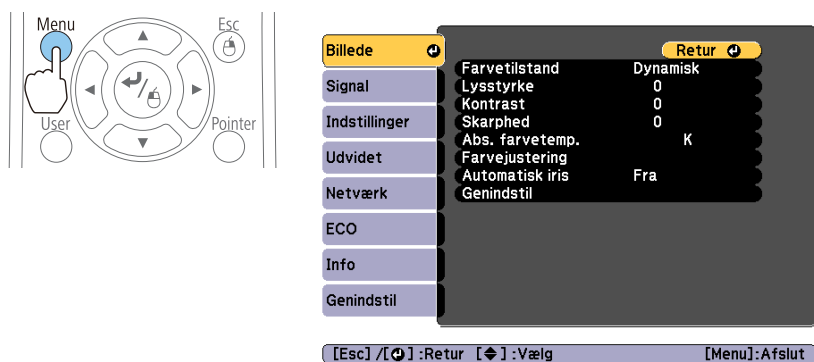 Menu
Esc
User
Pointer
Billede
Signal
Indstillinger
Udvidet
Netværk
ECO
Info
Genindstil
Retur
Farvetilstand Dynamisk
Lysstyrke 0
Kontrast 0
Skarphed 0
Abs. farvetemp. K
Farvejustering
Automatisk iris Fra
Genindstil
[Esc] /[ ] :Retur [ ] :Vælg [Menu]:Afslut